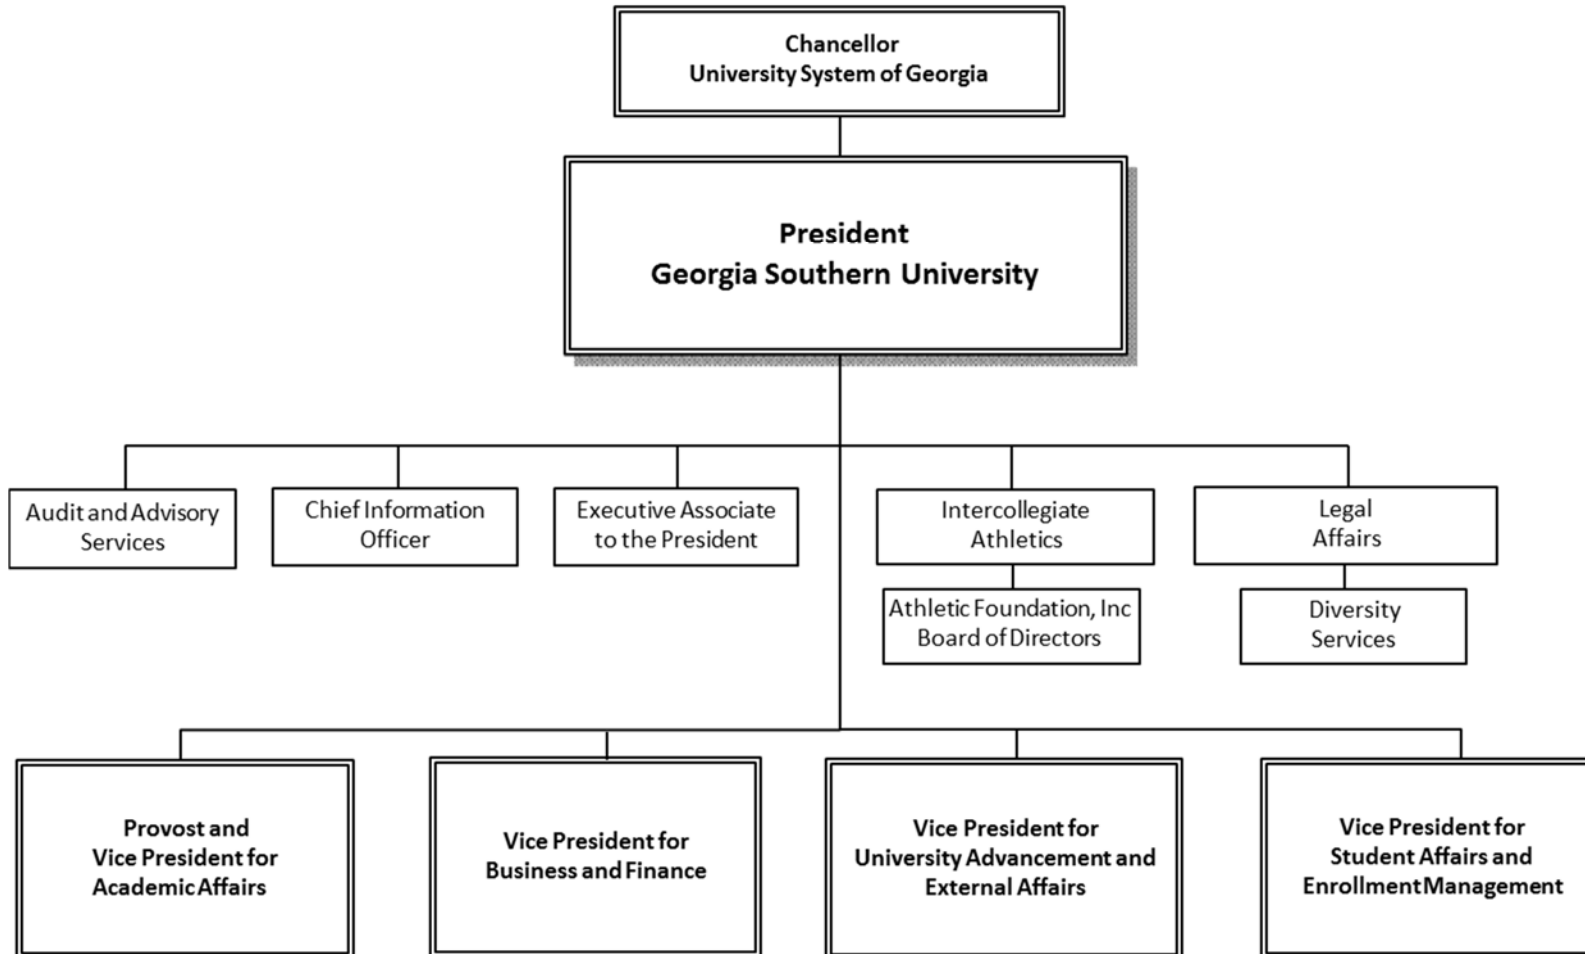 Chancellor
University System of Georgia
President
Georgia Southern University
Audit and Advisory
Services
Chief Information
Officer
Executive Associate
to the President
Intercollegiate
Athletics
Legal
Affairs
Athletic Foundation, Inc
Board of Directors
Diversity
Services
Provost and
Vice President for
Academic Affairs
Vice President for
Business and Finance
Vice President for
University Advancement and
External Affairs
Vice President for
Student Affairs and
Enrollment Management